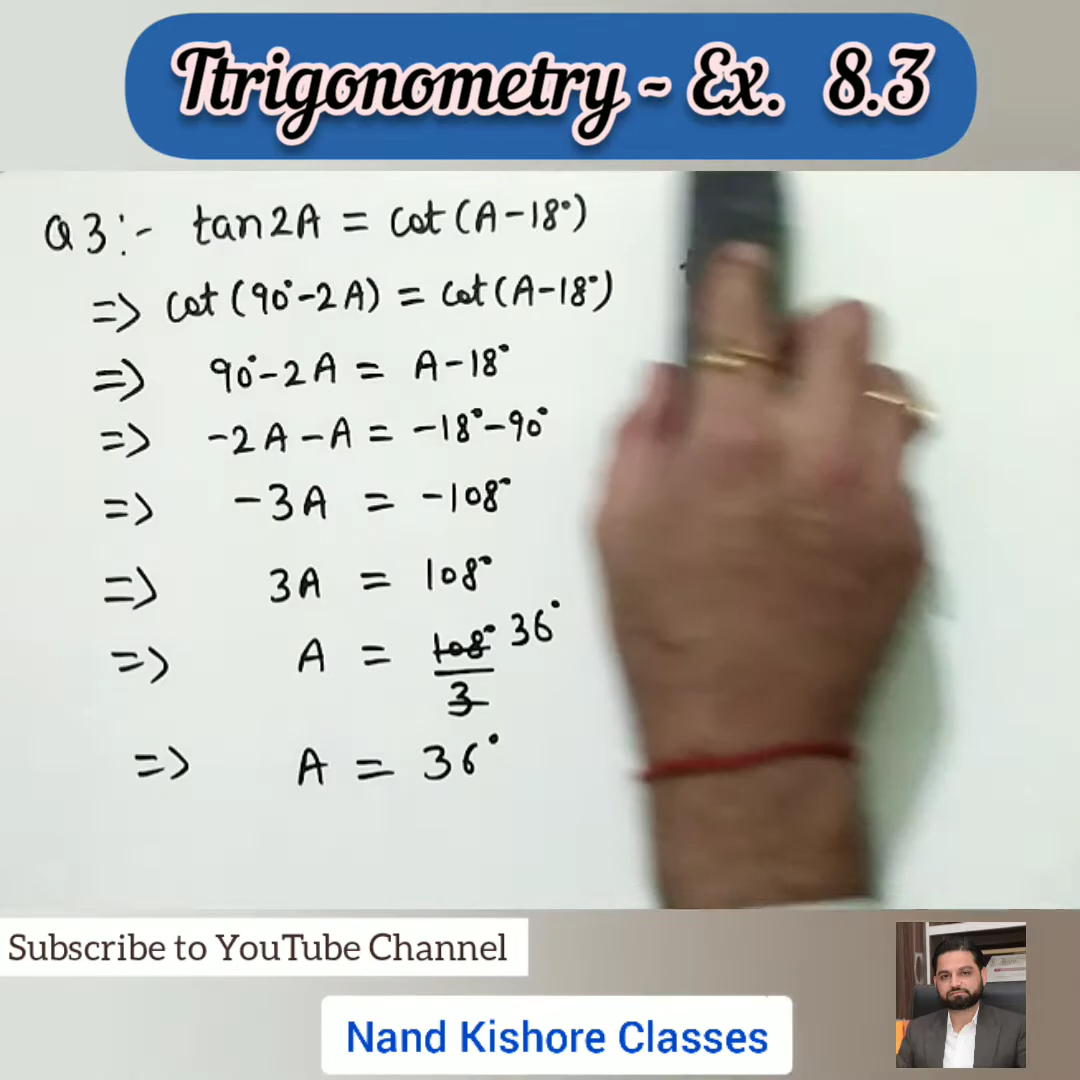 Ttrigonometry - Ex. 8.3
Q3:- tan2A = cot(A-18°)
=> cot(90°-2A) = cot(A-18°)
=> 90°-2A = A-18°
=> -2A-A = -18°-90°
=> -3A = -108°
=> 3A = 108°
=> A = 108°/3 36°
=> A = 36°
Subscribe to YouTube Channel
Nand Kishore Classes